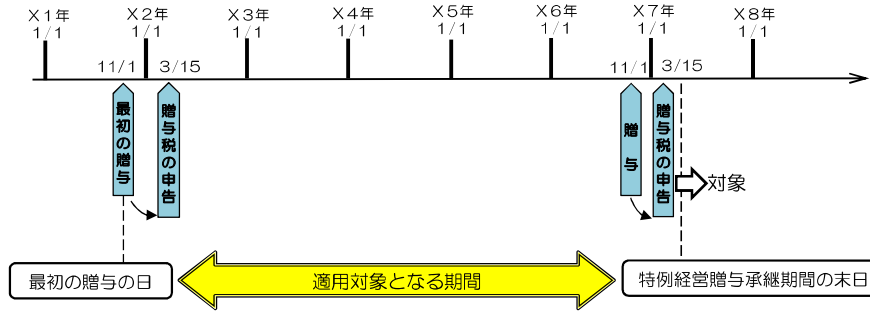 X1年
1/1
X2年
1/1
X3年
1/1
X4年
1/1
X5年
1/1
X6年
1/1
X7年
1/1
X8年
1/1
11/1
3/15
11/1
3/15
最初の贈与
贈与税の申告
贈与
贈与税の申告
対象
最初の贈与の日
適用対象となる期間
特例経営贈与承継期間の末日